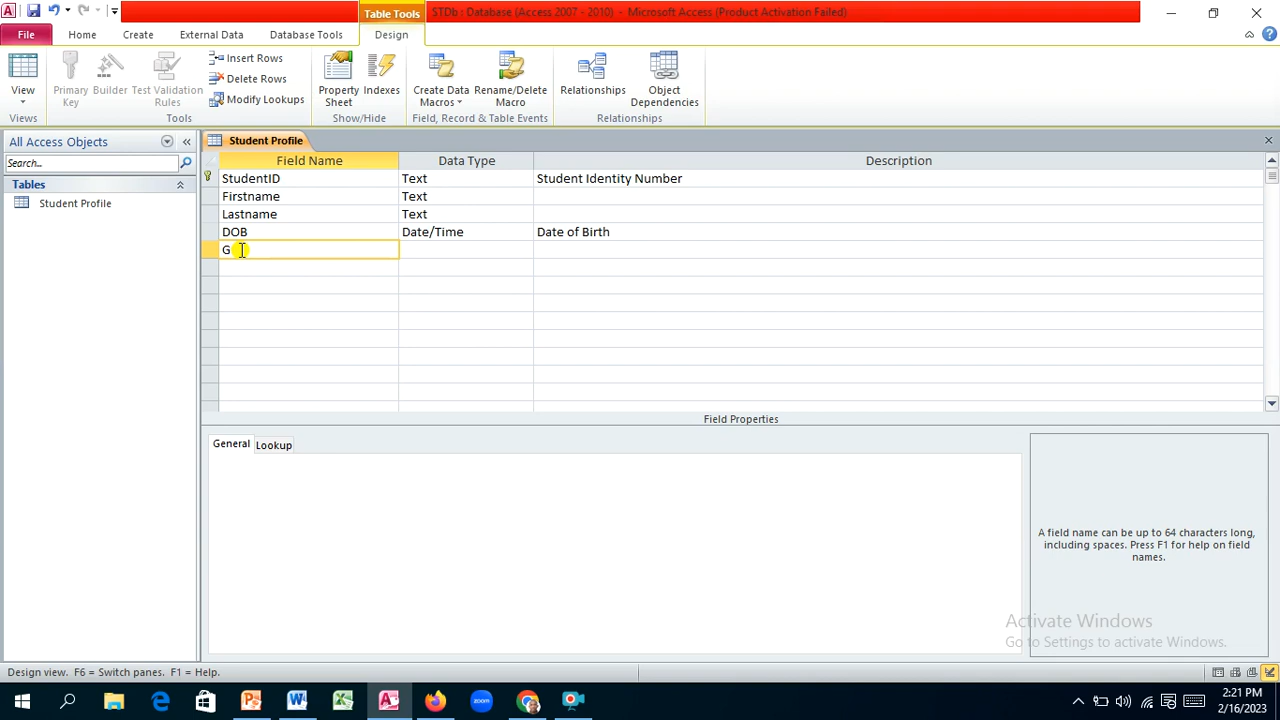 Table Tools
STDb : Database (Access 2007 - 2010)  -  Microsoft Access (Product Activation Failed)
File
Home
Create
External Data
Database Tools
Design
View
Primary Key
Builder
Test Validation Rules
Insert Rows
Delete Rows
Modify Lookups
Property Sheet
Indexes
Create Data Macros
Rename/Delete Macro
Relationships
Object Dependencies
Views
Tools
Show/Hide
Field, Record & Table Events
Relationships
All Access Objects
Search...
Tables
Student Profile
Student Profile
Field Name
Data Type
Description
StudentID
Text
Student Identity Number
Firstname
Text
Lastname
Text
DOB
Date/Time
Date of Birth
G
Field Properties
General
Lookup
A field name can be up to 64 characters long,
including spaces. Press F1 for help on field
names.
Activate Windows
Go to Settings to activate Windows.
Design view.  F6 = Switch panes.  F1 = Help.
zoom
2:21 PM
2/16/2023